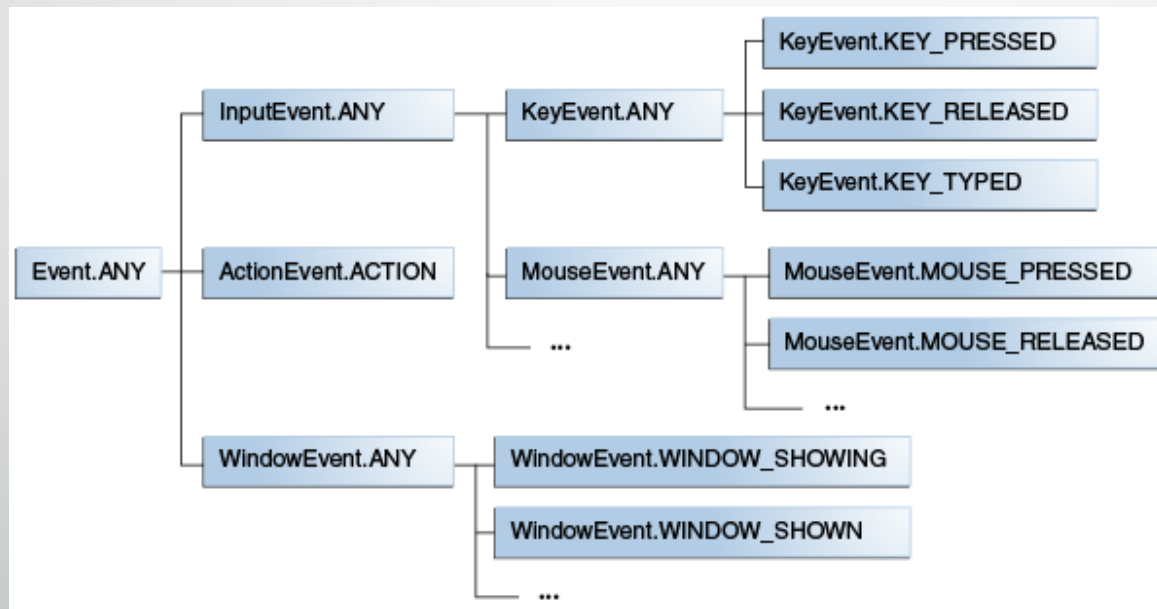 KeyEvent.KEY_PRESSED
InputEvent.ANY
KeyEvent.ANY
KeyEvent.KEY_RELEASED
KeyEvent.KEY_TYPED
Event.ANY
ActionEvent.ACTION
MouseEvent.ANY
MouseEvent.MOUSE_PRESSED
...
MouseEvent.MOUSE_RELEASED
...
WindowEvent.ANY
WindowEvent.WINDOW_SHOWING
WindowEvent.WINDOW_SHOWN
...